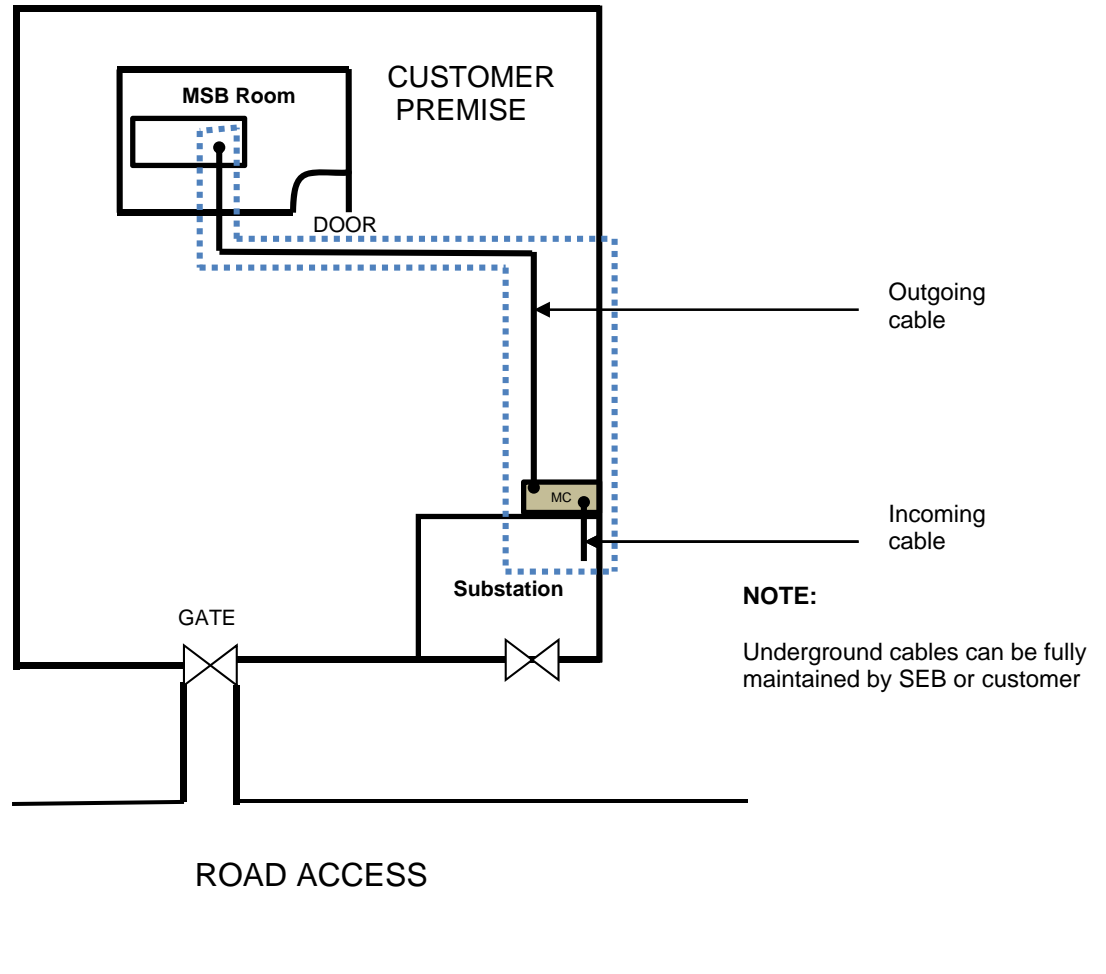 CUSTOMER
PREMISE
MSB Room
DOOR
Outgoing
cable
MC
Incoming
cable
Substation
NOTE:
GATE
Underground cables can be fully
maintained by SEB or customer
ROAD ACCESS